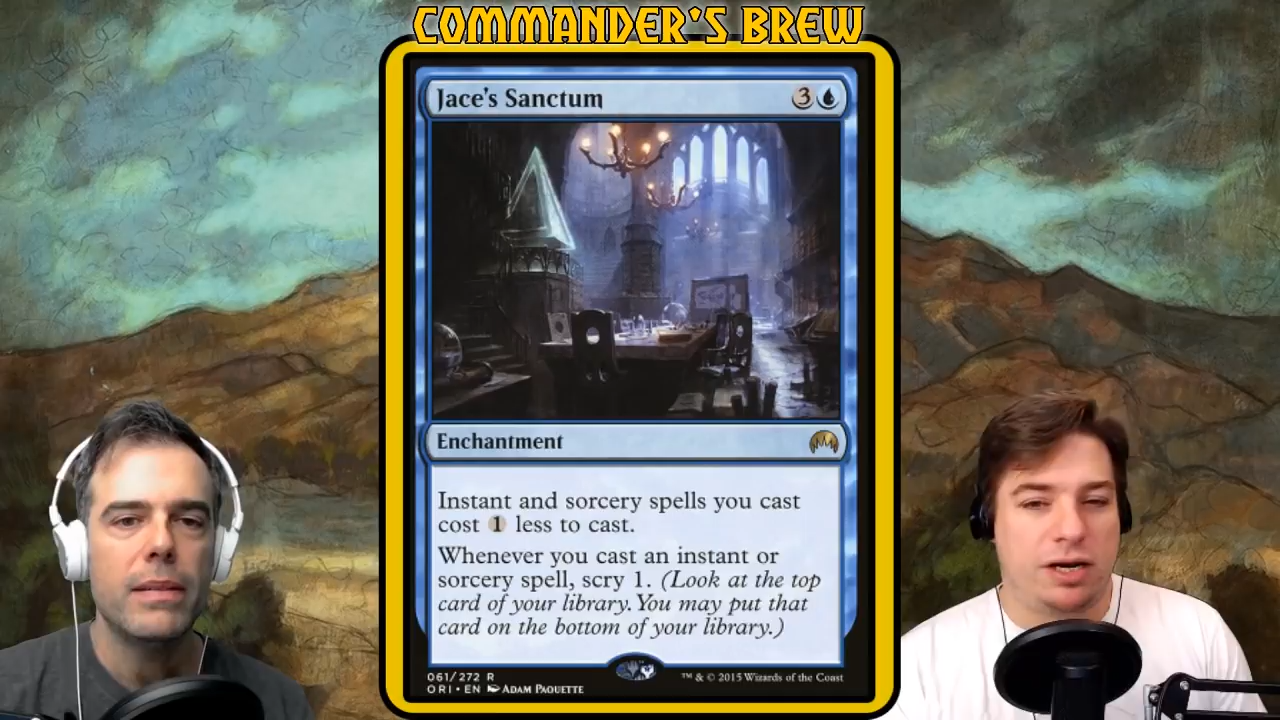 COMMANDER'S BREW
Jace's Sanctum 3
Enchantment
Instant and sorcery spells you cast
cost 1 less to cast.
Whenever you cast an instant or
sorcery spell, scry 1. (Look at the top
card of your library. You may put that
card on the bottom of your library.)
061/272 R
ORI • EN Adam Paquette
™ & © 2015 Wizards of the Coast